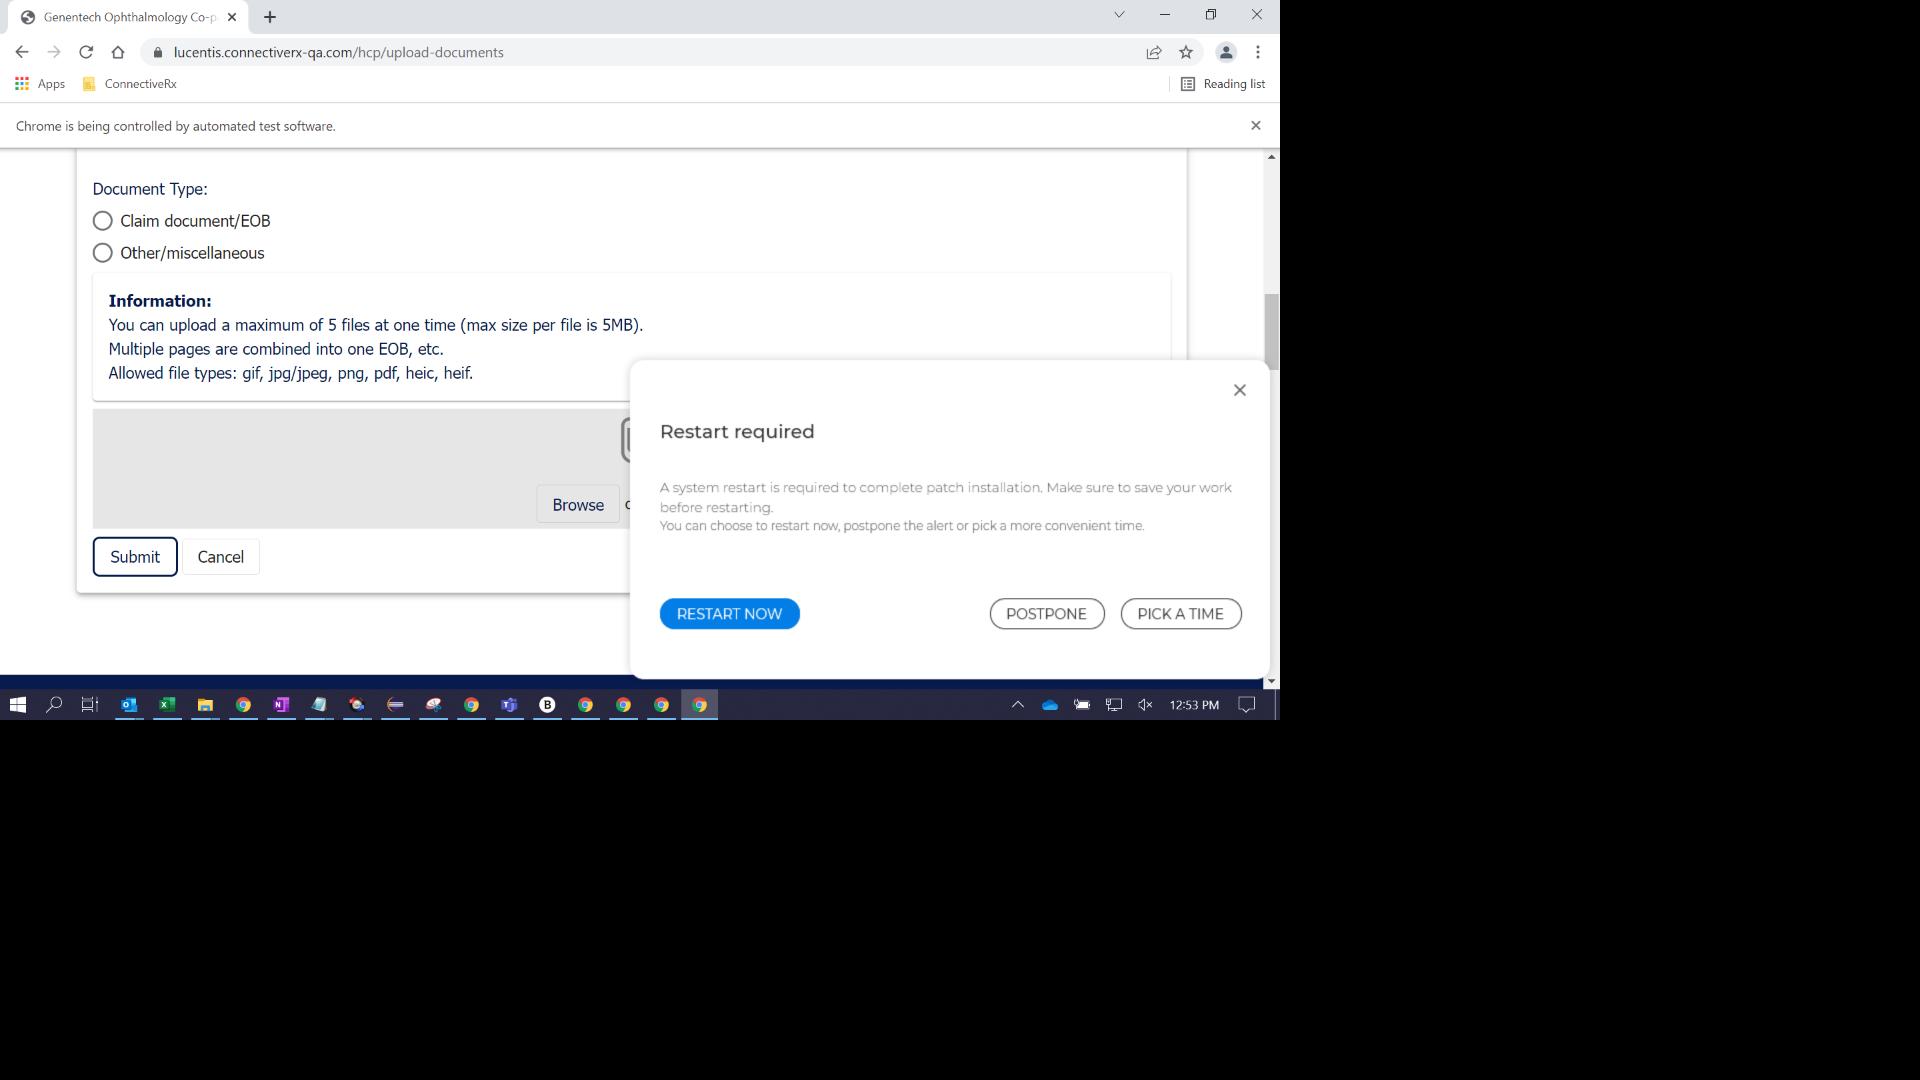 Genentech Ophthalmology Co-p
lucentis.connectiverx-qa.com/hcp/upload-documents
Apps
ConnectiveRx
Reading list
Chrome is being controlled by automated test software.
Document Type:
Claim document/EOB
Other/miscellaneous
Information:
You can upload a maximum of 5 files at one time (max size per file is 5MB).
Multiple pages are combined into one EOB, etc.
Allowed file types: gif, jpg/jpeg, png, pdf, heic, heif.
Browse
Submit
Cancel
Restart required
A system restart is required to complete patch installation. Make sure to save your work
before restarting.
You can choose to restart now, postpone the alert or pick a more convenient time.
RESTART NOW
POSTPONE
PICK A TIME
12:53 PM